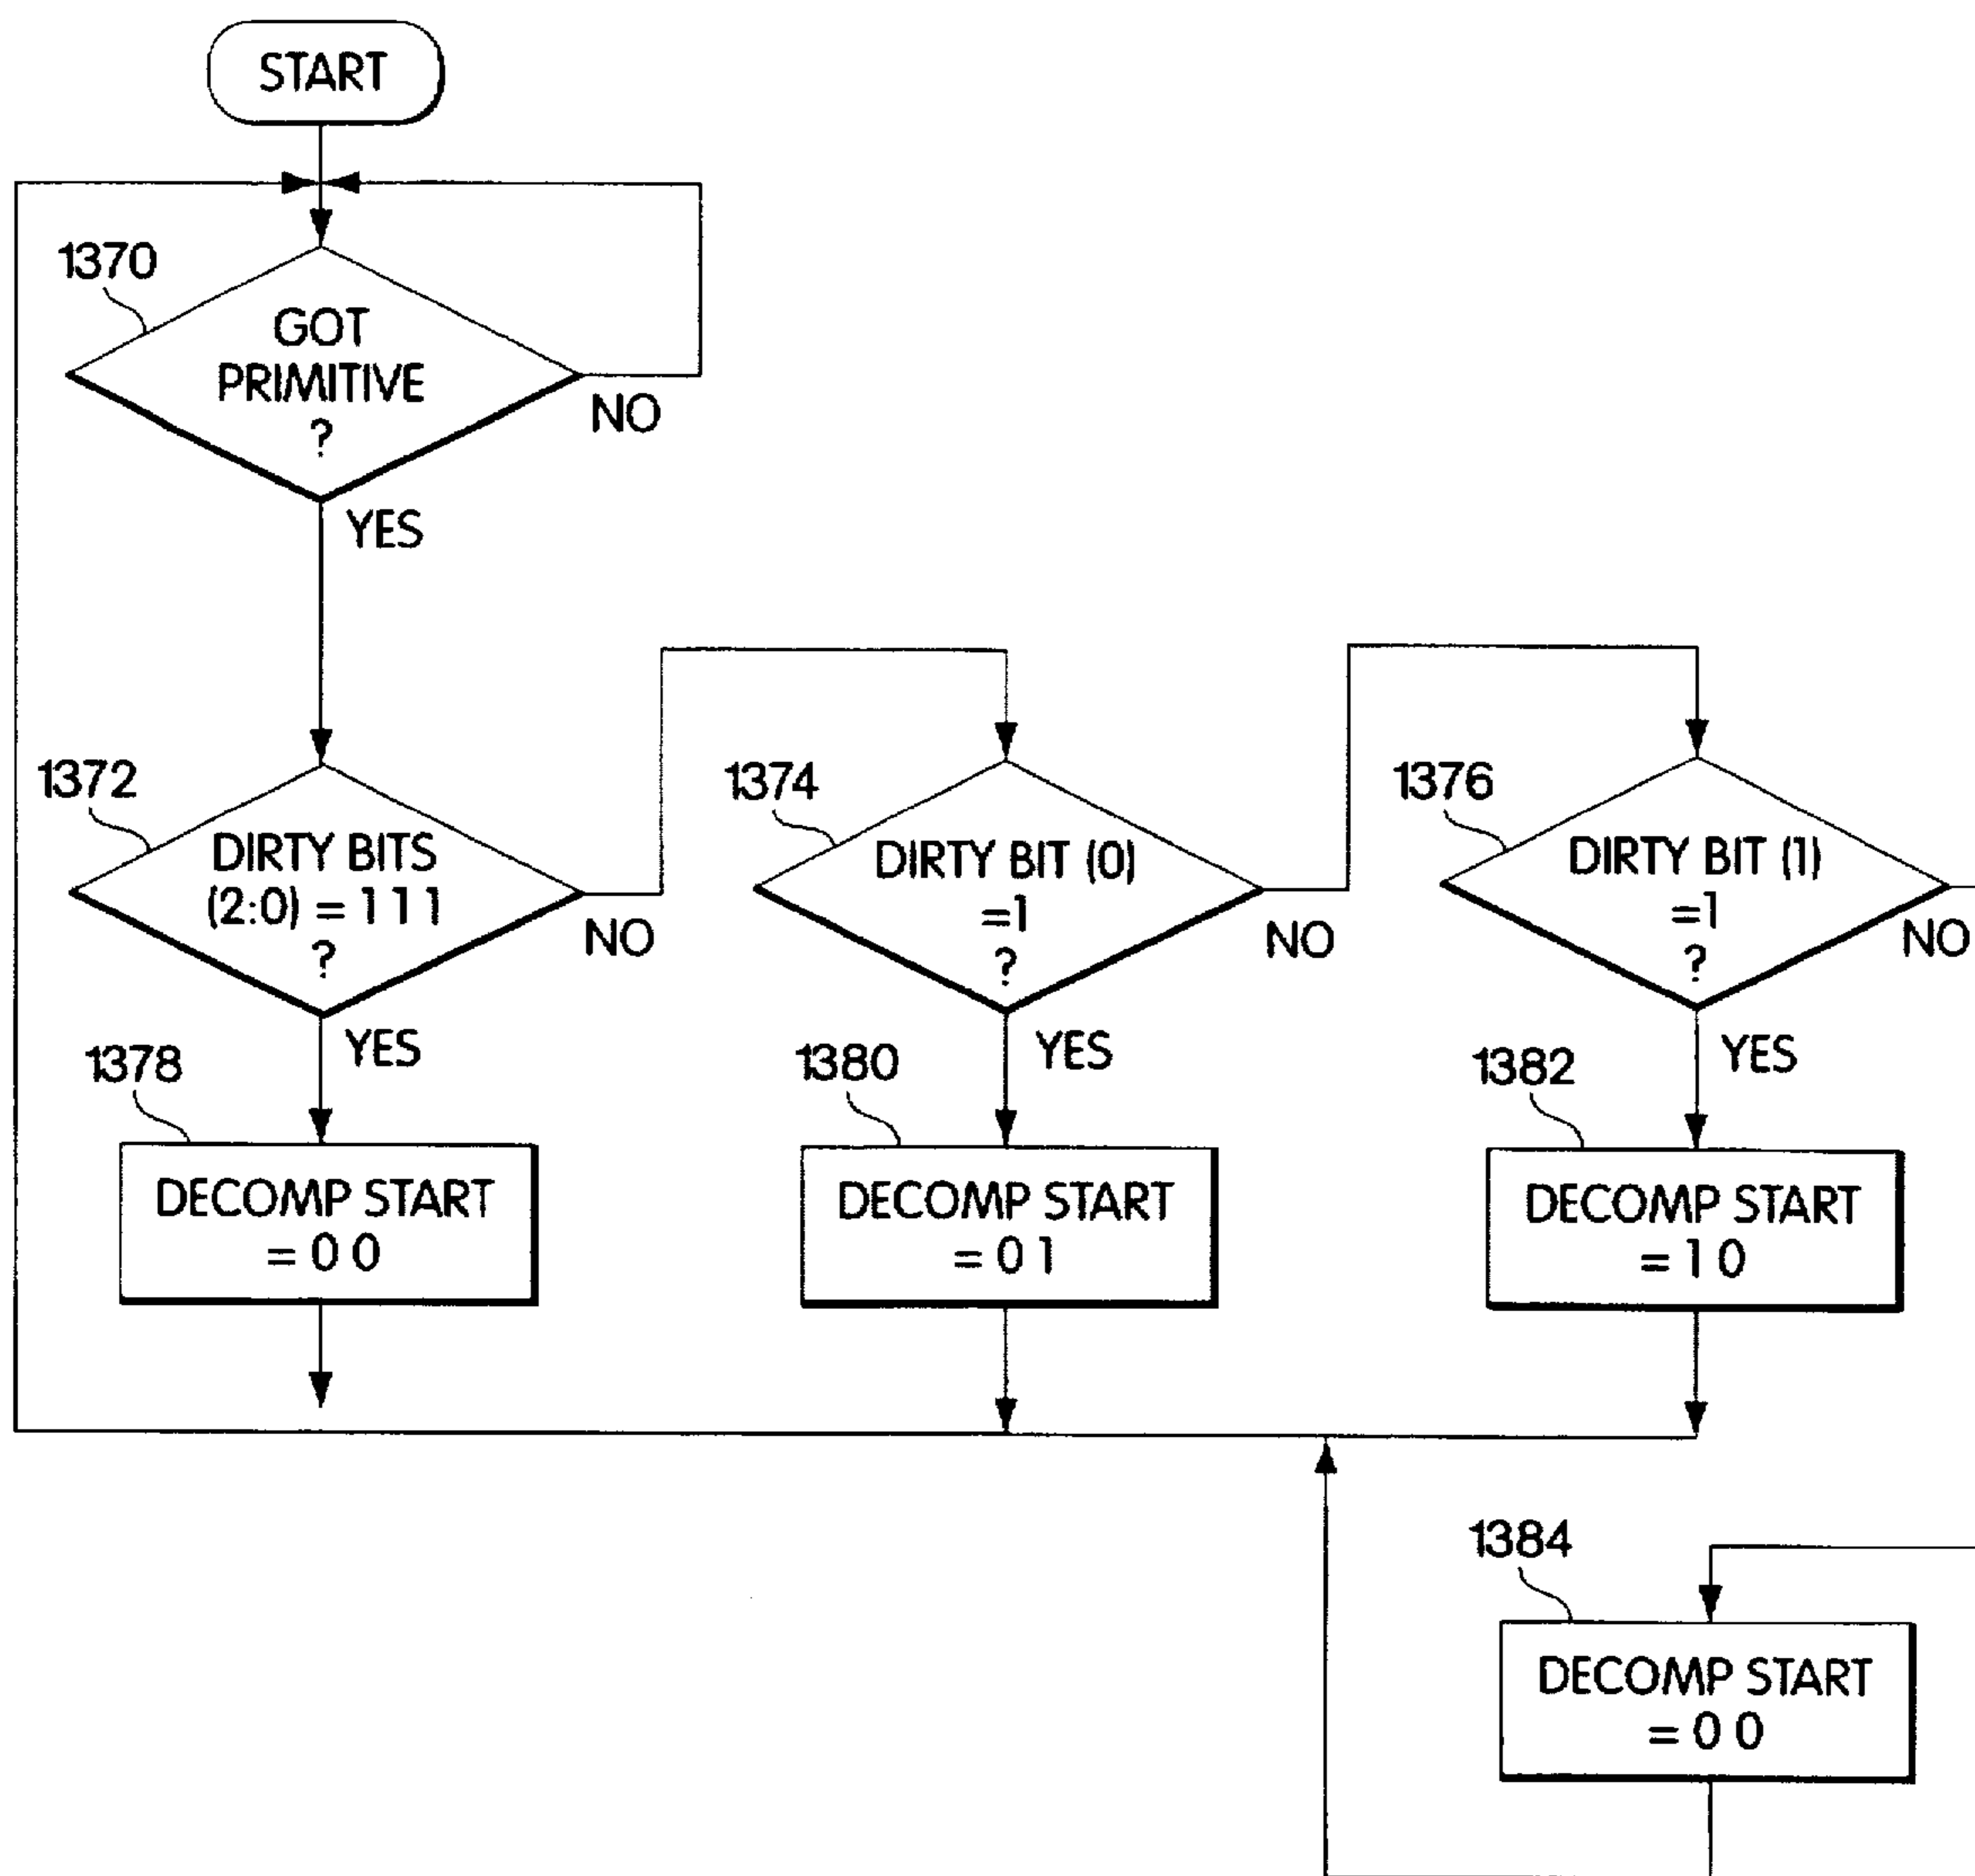 START
1370
GOT
PRIMITIVE
?
NO
YES
1372
DIRTY BITS
(2:0) = 1 1 1
?
NO
YES
1374
DIRTY BIT (0)
=1
?
NO
YES
1376
DIRTY BIT (1)
=1
?
NO
YES
1378
DECOMP START
= 0 0
1380
DECOMP START
= 0 1
1382
DECOMP START
= 1 0
1384
DECOMP START
= 0 0